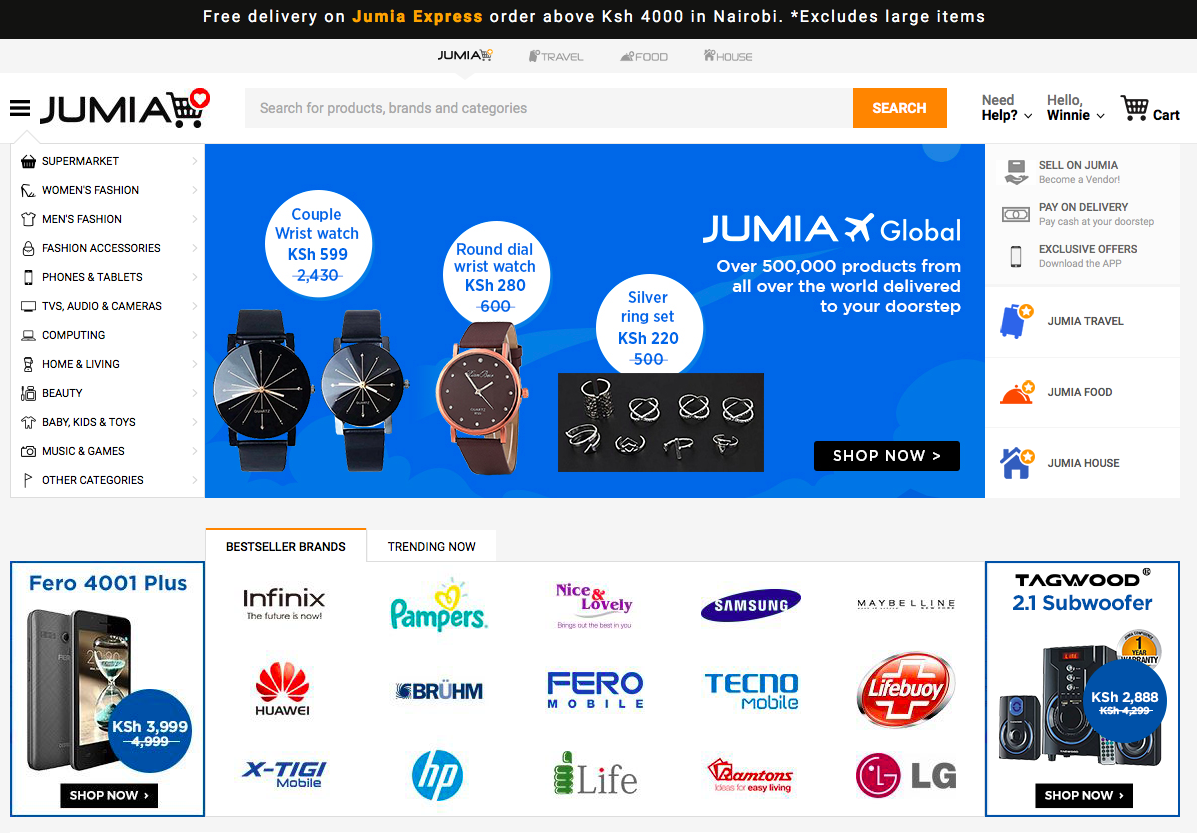 Free delivery on Jumia Express order above Ksh 4000 in Nairobi. *Excludes large items
JUMIA
TRAVEL
FOOD
HOUSE
JUMIA
Search for products, brands and categories
SEARCH
Need
Help?
Hello,
Winnie
Cart
SUPERMARKET
WOMEN'S FASHION
MEN'S FASHION
FASHION ACCESSORIES
PHONES & TABLETS
TVS, AUDIO & CAMERAS
COMPUTING
HOME & LIVING
BEAUTY
BABY, KIDS & TOYS
MUSIC & GAMES
OTHER CATEGORIES
Couple
Wrist watch
KSh 599
2,430
Round dial
wrist watch
KSh 280
600
Silver
ring set
KSh 220
500
QUARTZ
QUARTZ
QUARTZ
JUMIA Global
Over 500,000 products from
all over the world delivered
to your doorstep
SHOP NOW >
SELL ON JUMIA
Become a Vendor!
PAY ON DELIVERY
Pay cash at your doorstep
EXCLUSIVE OFFERS
Download the APP
JUMIA TRAVEL
JUMIA FOOD
JUMIA HOUSE
BESTSELLER BRANDS
TRENDING NOW
Fero 4001 Plus
20:30
KSh 3,999
4,999
SHOP NOW ›
Infinix
The future is now!
Pampers.
Nice &
Lovely
Brings out the best in you
SAMSUNG
MAYBELLINE
HUAWEI
BRÜHM
FERO
MOBILE
TECNO
mobile
Lifebuoy
X-TIGI
Mobile
hp
Life
Ramtons
Ideas for easy living
LG
LG
TAGWOOD®
2.1 Subwoofer
1
YEAR
WARRANTY
KSh 2,888
KSh 4,299
TAGWOOD
SHOP NOW ›